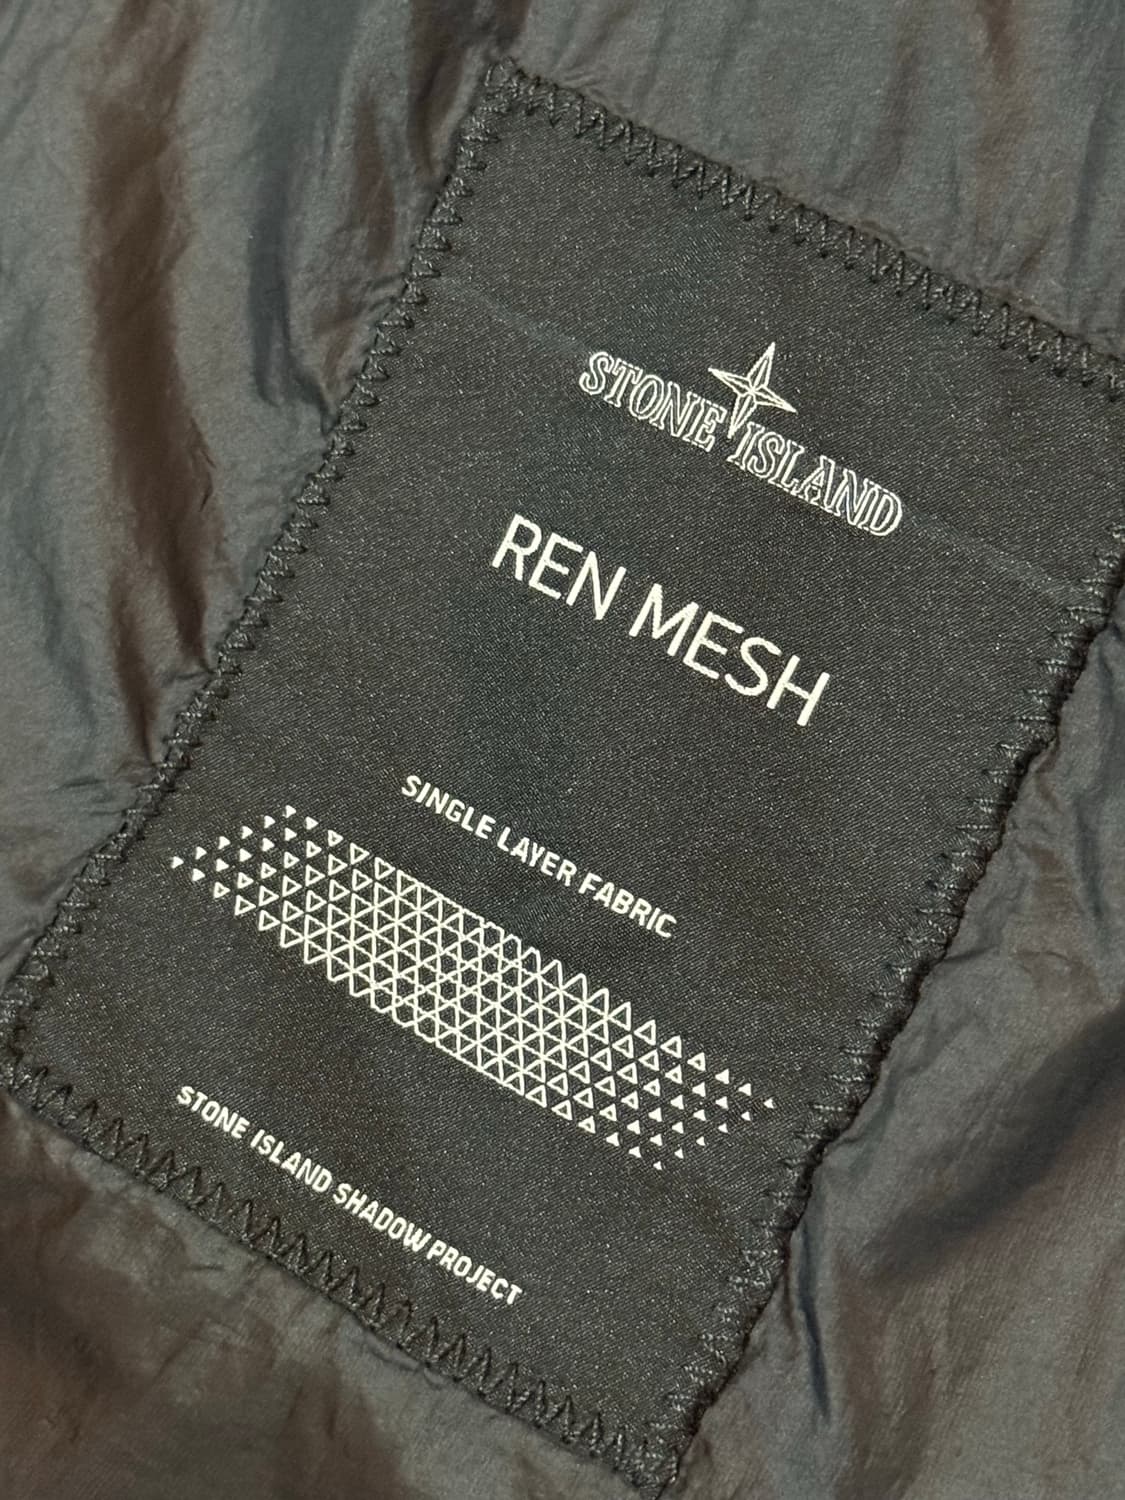 STONE ISLAND
REN MESH
SINGLE LAYER FABRIC
STONE ISLAND SHADOW PROJECT